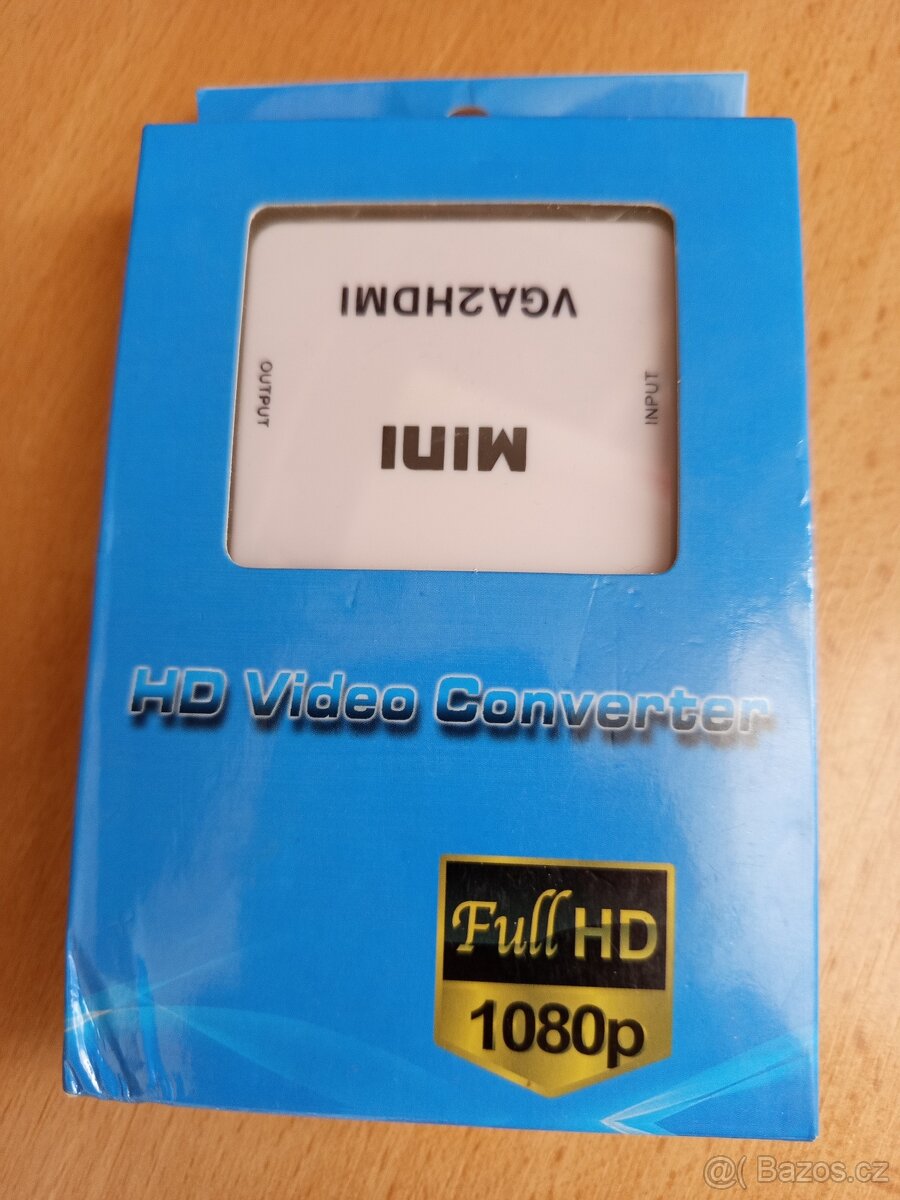 VGA2HDMI
OUTPUT
INPUT
MINI
HD Video Converter
Full HD
1080p
@ Bazos.cz